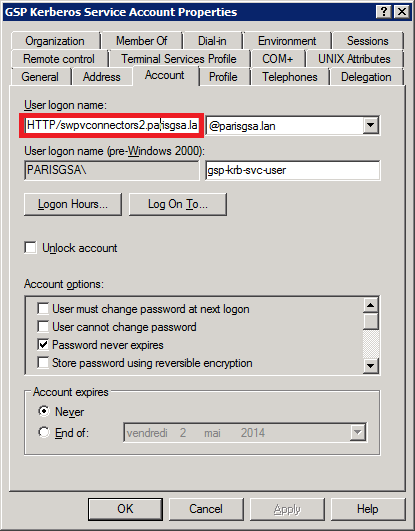 GSP Kerberos Service Account Properties
Organization Member Of Dial-in Environment Sessions
Remote control Terminal Services Profile COM+ UNIX Attributes
General Address Account Profile Telephones Delegation
User logon name:
HTTP/swpvconnectors2.parisgsa.la @parisgsa.lan
User logon name (pre-Windows 2000):
PARISGSA\ gsp-krb-svc-user
Logon Hours... Log On To...
Unlock account
Account options:
User must change password at next logon
User cannot change password
Password never expires
Store password using reversible encryption
Account expires
Never
End of: vendredi 2 mai 2014
OK Cancel Apply Help